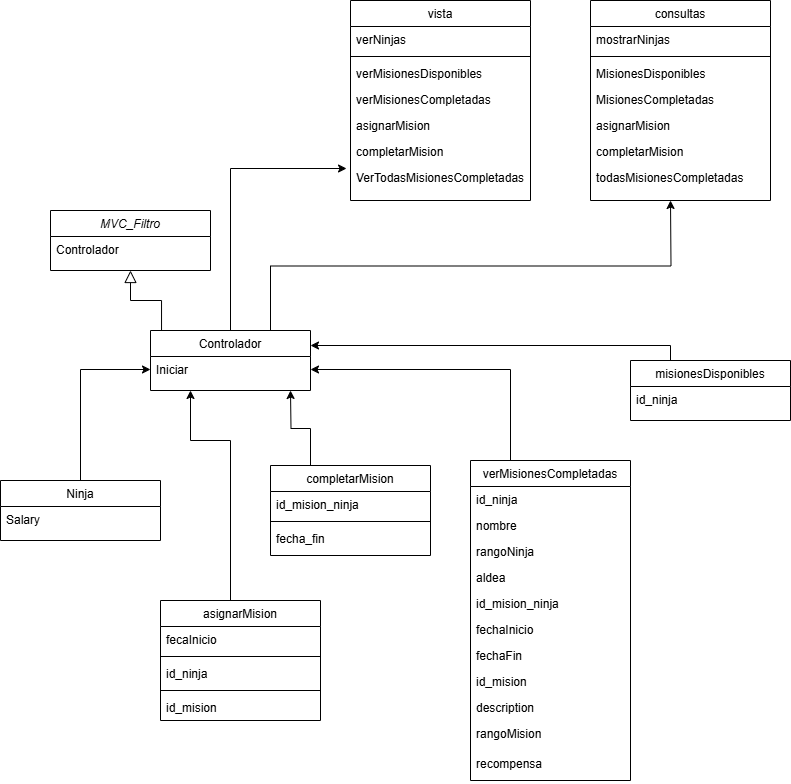 vista
verNinjas
verMisionesDisponibles
verMisionesCompletadas
asignarMision
completarMision
VerTodasMisionesCompletadas
consultas
mostrarNinjas
MisionesDisponibles
MisionesCompletadas
asignarMision
completarMision
todasMisionesCompletadas
MVC_Filtro
Controlador
Controlador
Iniciar
misionesDisponibles
id_ninja
Ninja
Salary
completarMision
id_mision_ninja
fecha_fin
verMisionesCompletadas
id_ninja
nombre
rangoNinja
aldea
id_mision_ninja
fechaInicio
fechaFin
id_mision
description
rangoMision
recompensa
asignarMision
fecaInicio
id_ninja
id_mision